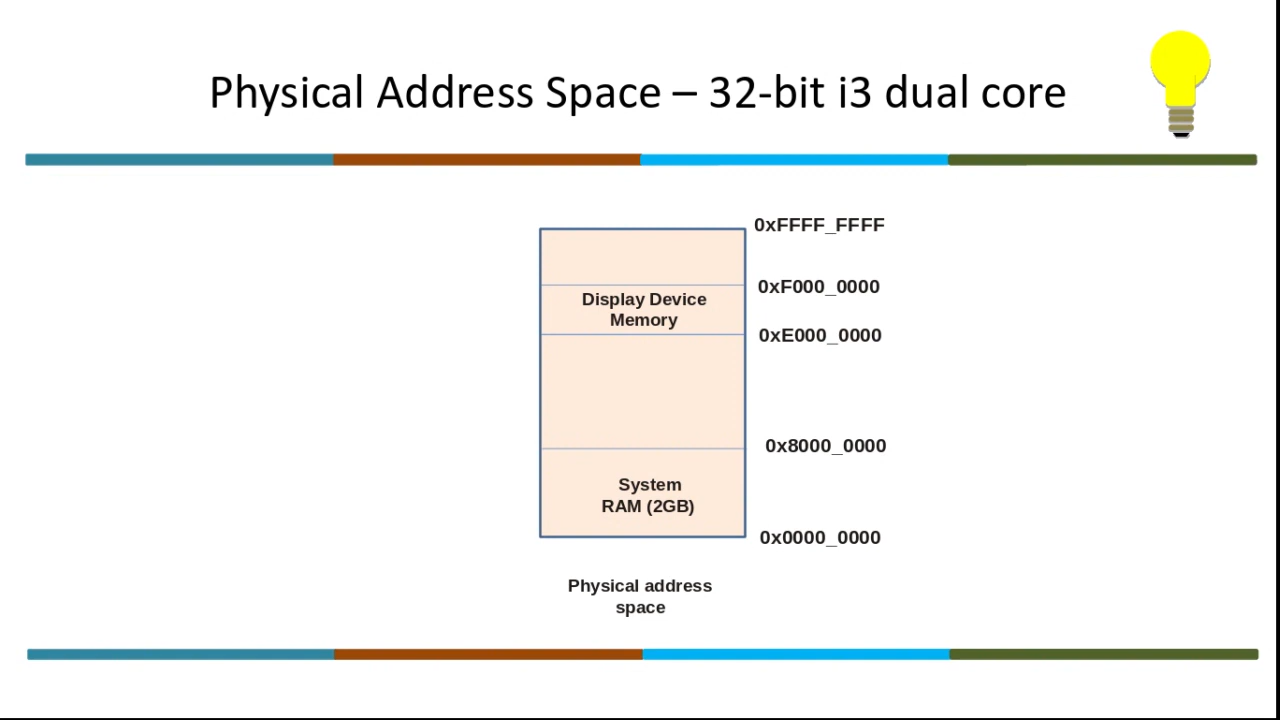 Physical Address Space – 32-bit i3 dual core
0xFFFF_FFFF
0xF000_0000
Display Device
Memory
0xE000_0000
0x8000_0000
System
RAM (2GB)
0x0000_0000
Physical address
space